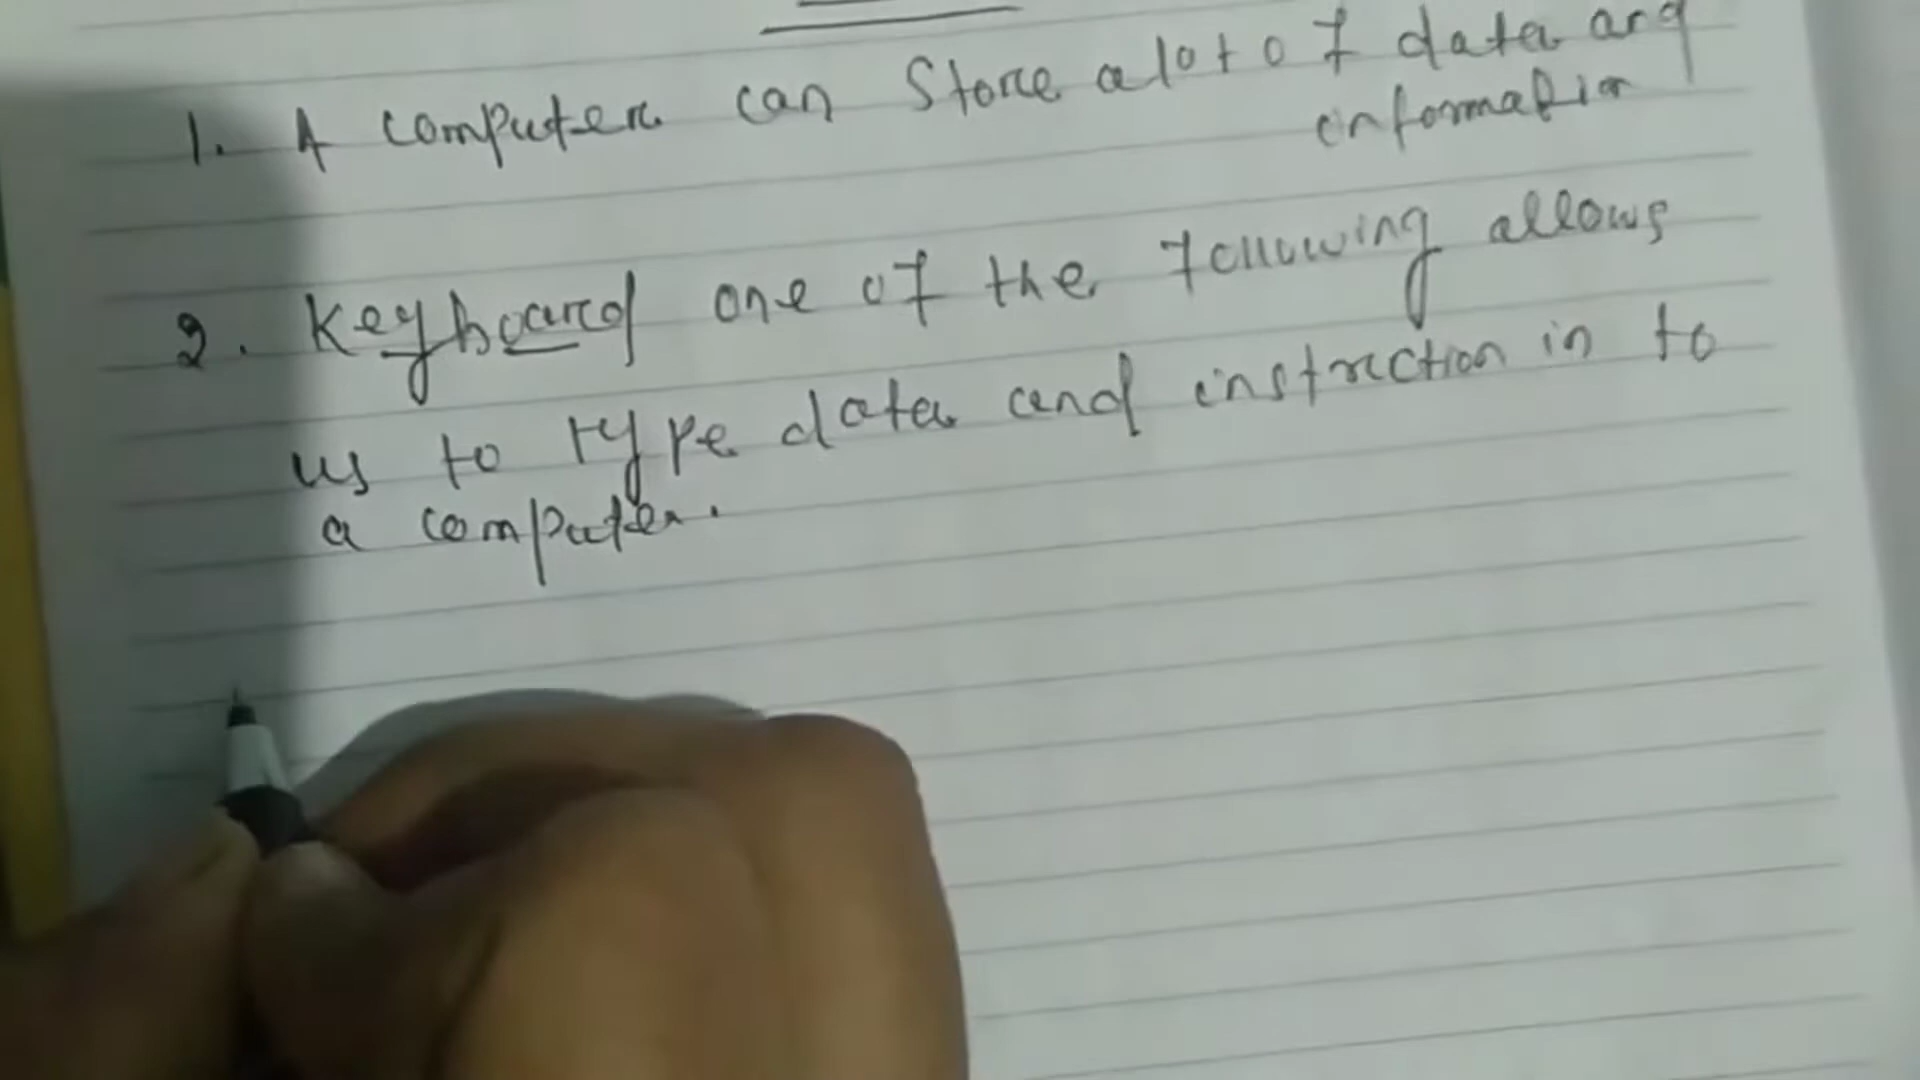 1. A computer can store a lot of data and
information
2. Keyboard one of the following allows
us to type data and instruction in to
a computer.